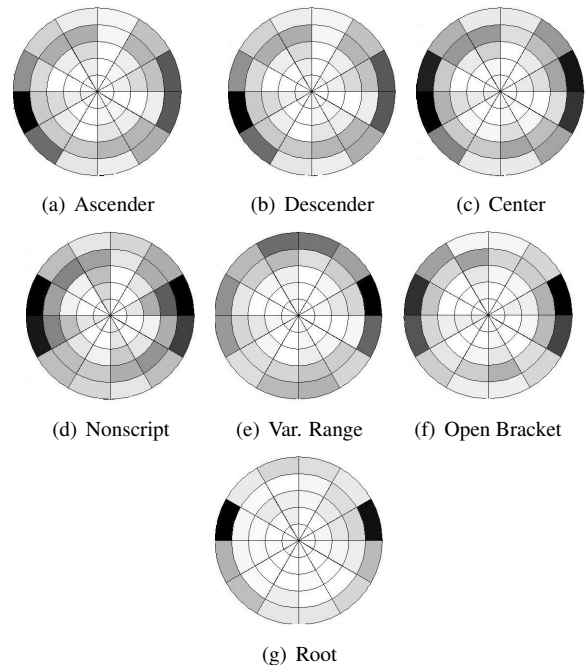 (a) Ascender (b) Descender (c) Center
(d) Nonscript (e) Var. Range (f) Open Bracket
(g) Root